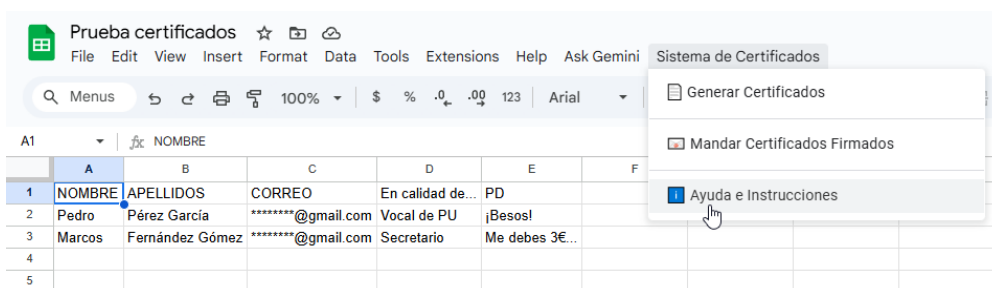 Prueba certificados
File Edit View Insert Format Data Tools Extensions Help Ask Gemini Sistema de Certificados
Menus 100% $ % .0 .00 123 Arial
Generar Certificados
Mandar Certificados Firmados
Ayuda e Instrucciones
A1 fx NOMBRE
A B C D E F
1 NOMBRE APELLIDOS CORREO En calidad de... PD
2 Pedro Pérez García ********@gmail.com Vocal de PU ¡Besos!
3 Marcos Fernández Gómez ********@gmail.com Secretario Me debes 3€...
4
5